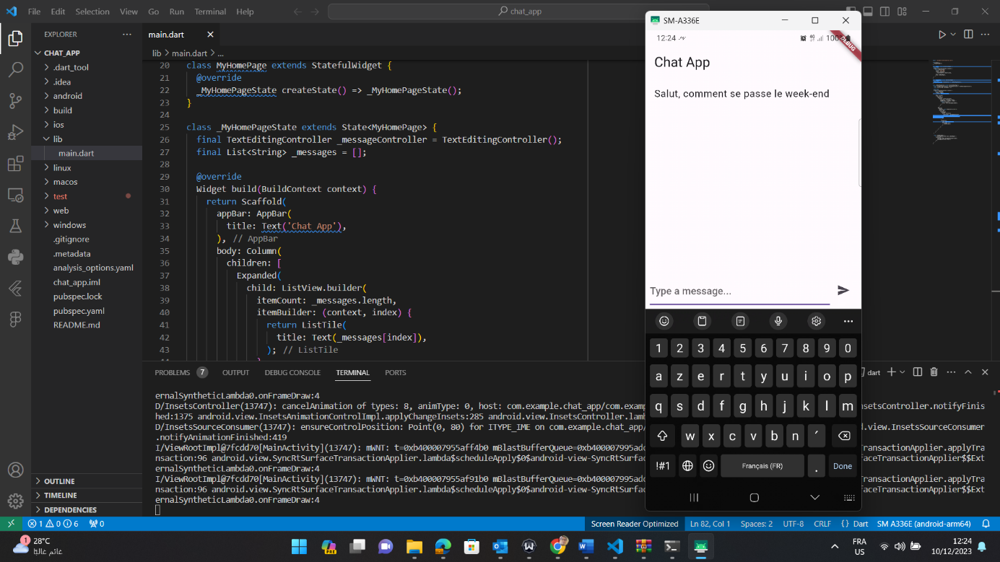 File Edit Selection View Go Run Terminal Help
chat_app
EXPLORER
CHAT_APP
.dart_tool
.idea
android
build
ios
lib
main.dart
linux
macos
test
web
windows
.gitignore
.metadata
analysis_options.yaml
chat_app.iml
pubspec.lock
pubspec.yaml
README.md
OUTLINE
TIMELINE
DEPENDENCIES
main.dart
lib > main.dart > ...
20 class MyHomePage extends StatefulWidget {
21 @override
22 _MyHomePageState createState() => _MyHomePageState();
23 }
24
25 class _MyHomePageState extends State<MyHomePage> {
26 final TextEditingController _messageController = TextEditingController();
27 final List<String> _messages = [];
28
29 @override
30 Widget build(BuildContext context) {
31 return Scaffold(
32 appBar: AppBar(
33 title: Text('Chat App'),
34 ), // AppBar
35 body: Column(
36 children: [
37 Expanded(
38 child: ListView.builder(
39 itemCount: _messages.length,
40 itemBuilder: (context, index) {
41 return ListTile(
42 title: Text(_messages[index]),
43 ); // ListTile
PROBLEMS 7 OUTPUT DEBUG CONSOLE TERMINAL PORTS
dart
ernalSyntheticLambda0.onFrameDraw:4
D/InsetsController(13747): cancelAnimation of types: 8, animType: 0, host: com.example.chat_app/com.exam
sController.notifyFinis
hed:1375 android.view.InsetsAnimationControlImpl.applyChangeInsets:285 android.view.InsetsController.lamb
D/InsetsSourceConsumer(13747): ensureControlPosition: Point(0, 80) for ITYPE_IME on com.example.chat_app/
d.view.InsetsSourceConsumer
.notifyAnimationFinished:419
I/ViewRootImpl@7fcdd70[MainActivity](13747): mWNT: t=0xb400007955aff4b0 mBlastBufferQueue=0xb400007995add
TransactionApplier.applyTra
nsaction:96 android.view.SyncRtSurfaceTransactionApplier.lambda$scheduleApply$0$android-view-SyncRtSurfac
faceTransactionApplier$$Ext
ernalSyntheticLambda0.onFrameDraw:4
I/ViewRootImpl@7fcdd70[MainActivity](13747): mWNT: t=0xb400007955af91b0 mBlastBufferQueue=0xb400007995add
TransactionApplier.applyTra
nsaction:96 android.view.SyncRtSurfaceTransactionApplier.lambda$scheduleApply$0$android-view-SyncRtSurfac
faceTransactionApplier$$Ext
ernalSyntheticLambda0.onFrameDraw:4
SM-A336E
12:24
100
DEBUG
Chat App
Salut, comment se passe le week-end
Type a message...
1 2 3 4 5 6 7 8 9 0
a z e r t y u i o p
q s d f g h j k l m
w x c v b n ´
!#1 Français (FR) . Done
1 0 6 0 Screen Reader Optimized Ln 82, Col 1 Spaces: 2 UTF-8 CRLF {} Dart SM A336E (android-arm64)
1 28°C
غائم غالبًا
PRE
FRA
US
12:24
10/12/2023